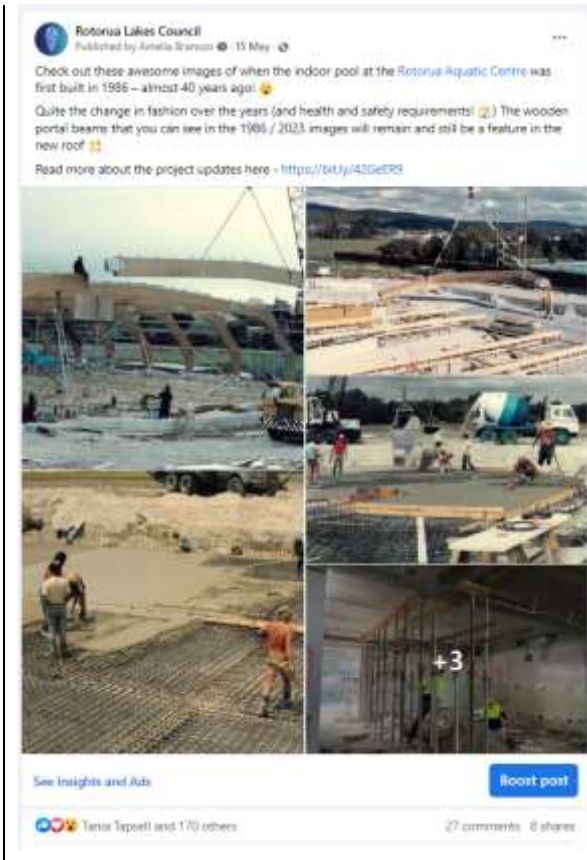 Rotorua Lakes Council
Published by Amelia Branson · 15 May ·
Check out these awesome images of when the indoor pool at the Rotorua Aquatic Centre was
first built in 1986 – almost 40 years ago! 😮
Quite the change in fashion over the years (and health and safety requirements! ) The wooden
portal beams that you can see in the 1986 / 2023 images will remain and still be a feature in the
new roof
Read more about the project updates here -
+3
See Insights and Ads
Boost post
Tania Tapsell and 170 others
27 comments 8 shares